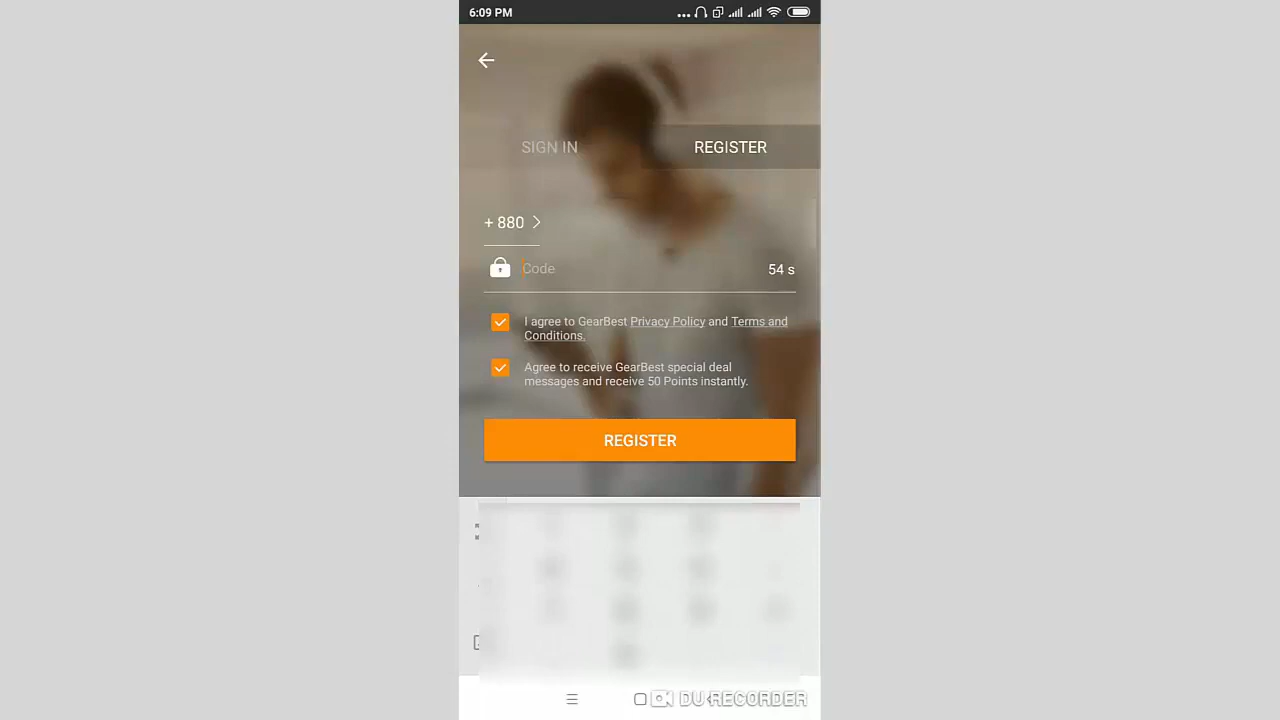 6:09 PM
SIGN IN
REGISTER
+ 880
Code
54 s
I agree to GearBest Privacy Policy and Terms and
Conditions.
Agree to receive GearBest special deal
messages and receive 50 Points instantly.
REGISTER
DU RECORDER